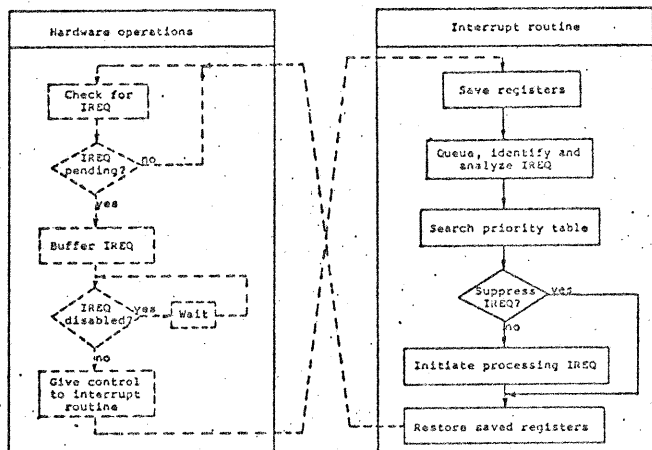 Hardware operations
Check for
IREQ
IREQ
pending?
no
yes
Buffer IREQ
IREQ
disabled?
yes
Wait
no
Give control
to interrupt
routine
Interrupt routine
Save registers
Queue, identify and
analyze IREQ
Search priority table
Suppress
IREQ?
yes
no
Initiate processing IREQ
Restore saved registers